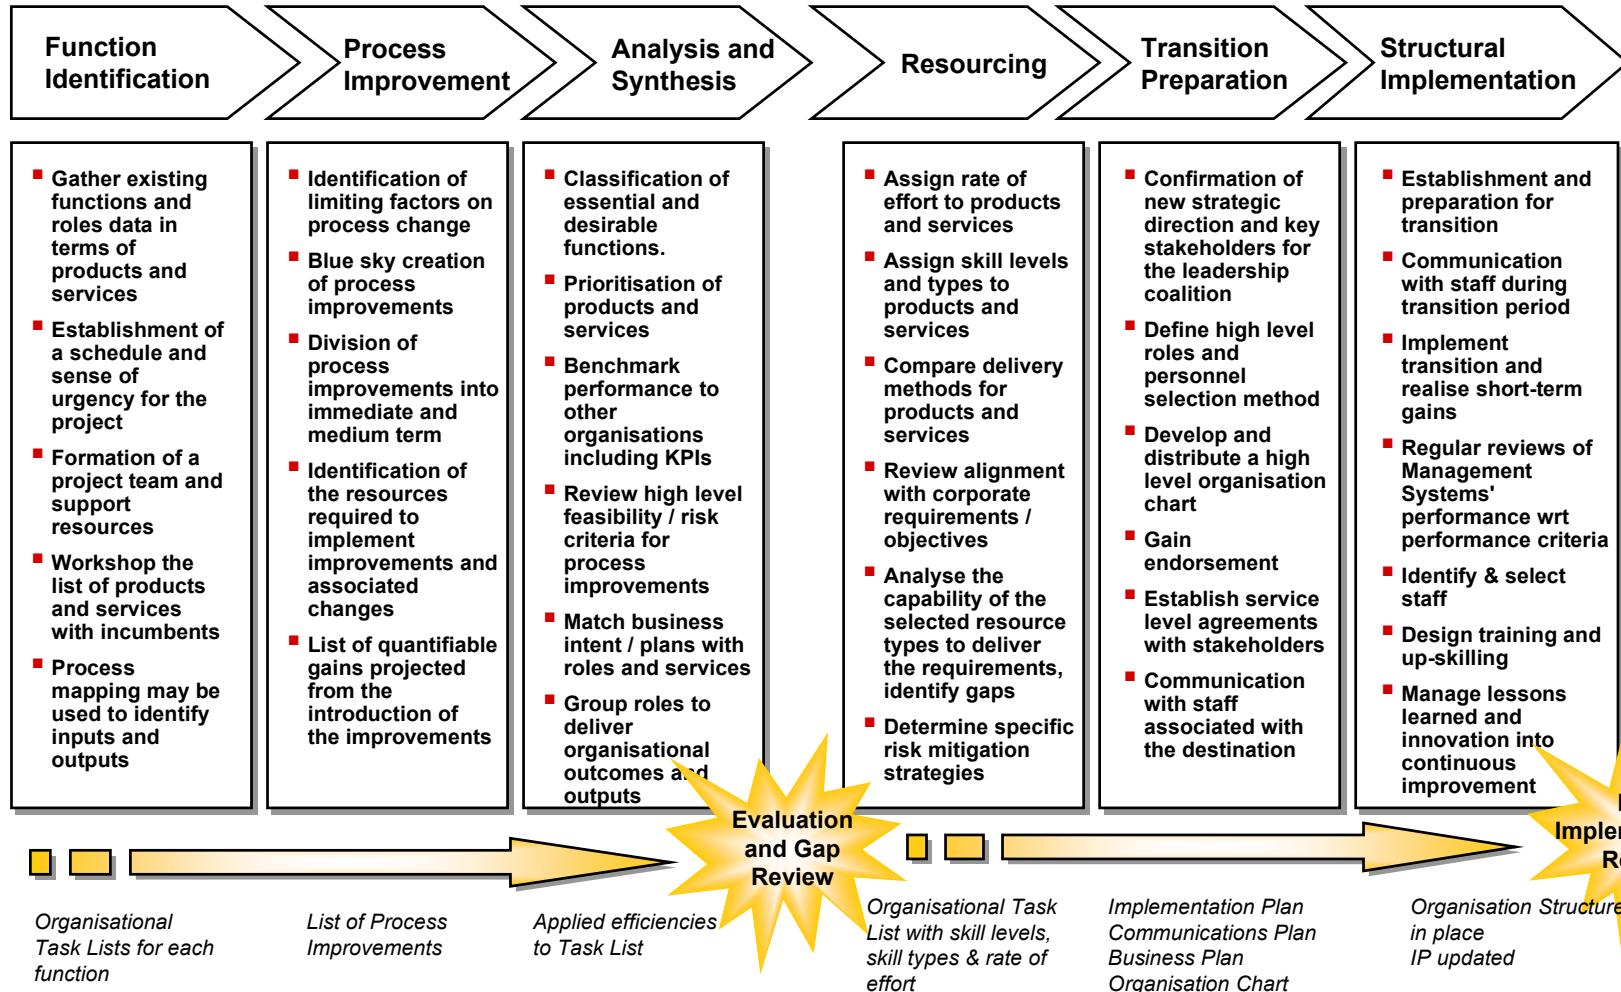 Function
Identification
Process
Improvement
Analysis and
Synthesis
Resourcing
Transition
Preparation
Structural
Implementation
Gather existing
functions and
roles data in
terms of
products and
services
Establishment of
a schedule and
sense of
urgency for the
project
Formation of a
project team and
support
resources
Workshop the
list of products
and services
with incumbents
Process
mapping may be
used to identify
inputs and
outputs
Identification of
limiting factors on
process change
Blue sky creation
of process
improvements
Division of
process
improvements into
immediate and
medium term
Identification of
the resources
required to
implement
improvements and
associated
changes
List of quantifiable
gains projected
from the
introduction of
the improvements
Classification of
essential and
desirable
functions.
Prioritisation of
products and
services
Benchmark
performance to
other
organisations
including KPIs
Review high level
feasibility / risk
criteria for
process
improvements
Match business
intent / plans with
roles and services
Group roles to
deliver
organisational
outcomes and
outputs
Assign rate of
effort to products
and services
Assign skill levels
and types to
products and
services
Compare delivery
methods for
products and
services
Review alignment
with corporate
requirements /
objectives
Analyse the
capability of the
selected resource
types to deliver
the requirements,
identify gaps
Determine specific
risk mitigation
strategies
Confirmation of
new strategic
direction and key
stakeholders for
the leadership
coalition
Define high level
roles and
personnel
selection method
Develop and
distribute a high
level organisation
chart
Gain
endorsement
Establish service
level agreements
with stakeholders
Communication
with staff
associated with
the destination
Establishment and
preparation for
transition
Communication
with staff during
transition period
Implement
transition and
realise short-term
gains
Regular reviews of
Management
Systems'
performance wrt
performance criteria
Identify & select
staff
Design training and
up-skilling
Manage lessons
learned and
innovation into
continuous
improvement
Evaluation
and Gap
Review
Organisational
Task Lists for each
function
List of Process
Improvements
Applied efficiencies
to Task List
Organisational Task
List with skill levels,
skill types & rate of
effort
Implementation Plan
Communications Plan
Business Plan
Organisation Chart
Organisation Structure
in place
IP updated